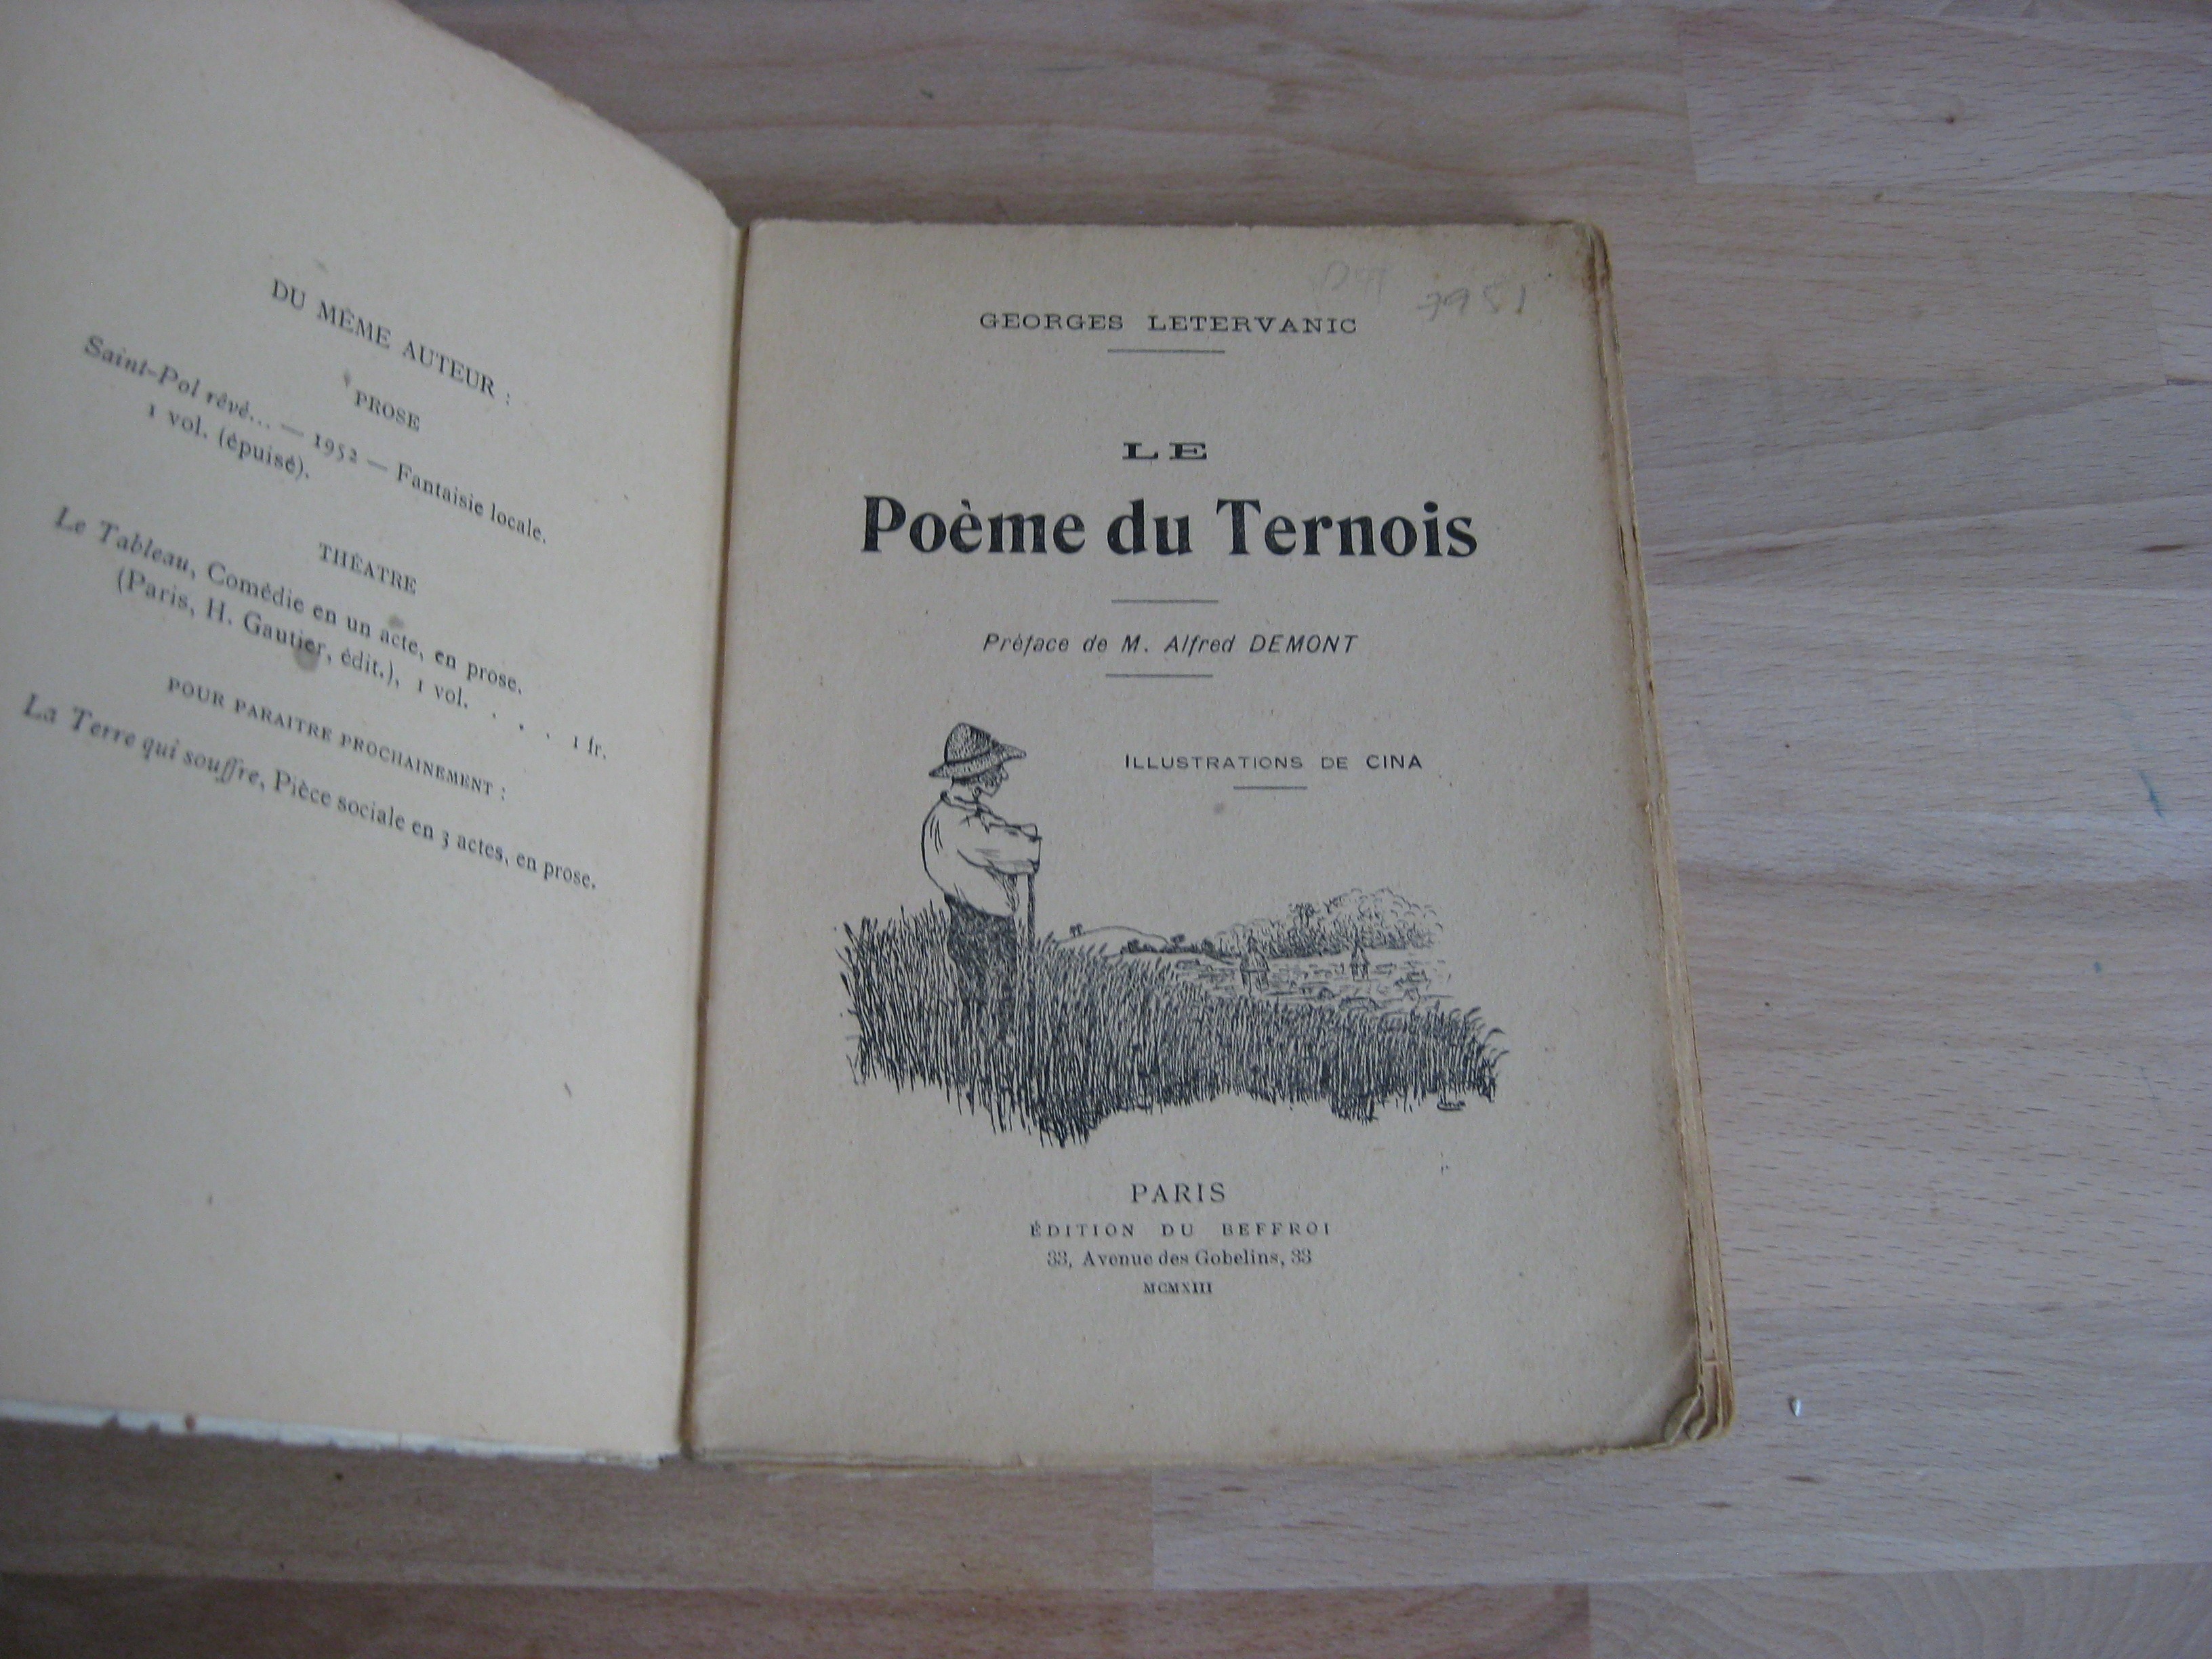 DU MÊME AUTEUR :
PROSE
Saint-Pol rêvé... — 1952 — Fantaisie locale.
1 vol. (épuisé).
THÉATRE
Le Tableau, Comédie en un acte, en prose.
(Paris, H. Gautier, édit.), 1 vol. . . . 1 fr.
POUR PARAITRE PROCHAINEMENT :
La Terre qui souffre, Pièce sociale en 3 actes, en prose.
GEORGES LETERVANIC
LE
Poème du Ternois
Préface de M. Alfred DEMONT
ILLUSTRATIONS DE CINA
PARIS
ÉDITION DU BEFFROI
33, Avenue des Gobelins, 33
MCMXIII